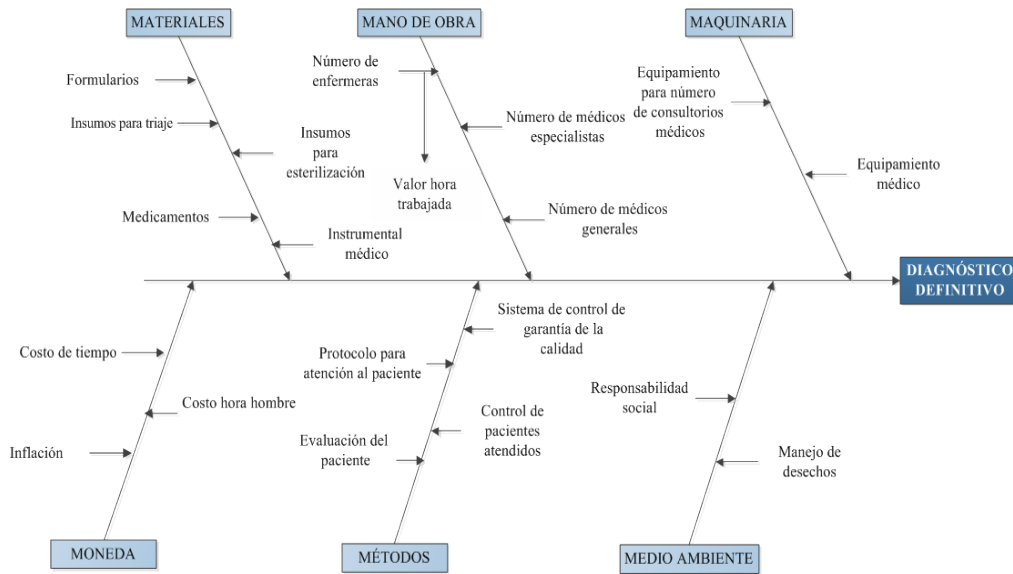 MATERIALES
MANO DE OBRA
MAQUINARIA
Formularios
Insumos para triaje
Insumos
para
esterilización
Medicamentos
Instrumental
médico
Número de
enfermeras
Número de médicos
especialistas
Valor hora
trabajada
Número de médicos
generales
Equipamiento
para número
de consultorios
médicos
Equipamiento
médico
DIAGNÓSTICO
DEFINITIVO
Costo de tiempo
Costo hora hombre
Inflación
Sistema de control de
garantía de la
calidad
Protocolo para
atención al paciente
Control de
pacientes
atendidos
Evaluación del
paciente
Responsabilidad
social
Manejo de
desechos
MONEDA
MÉTODOS
MEDIO AMBIENTE